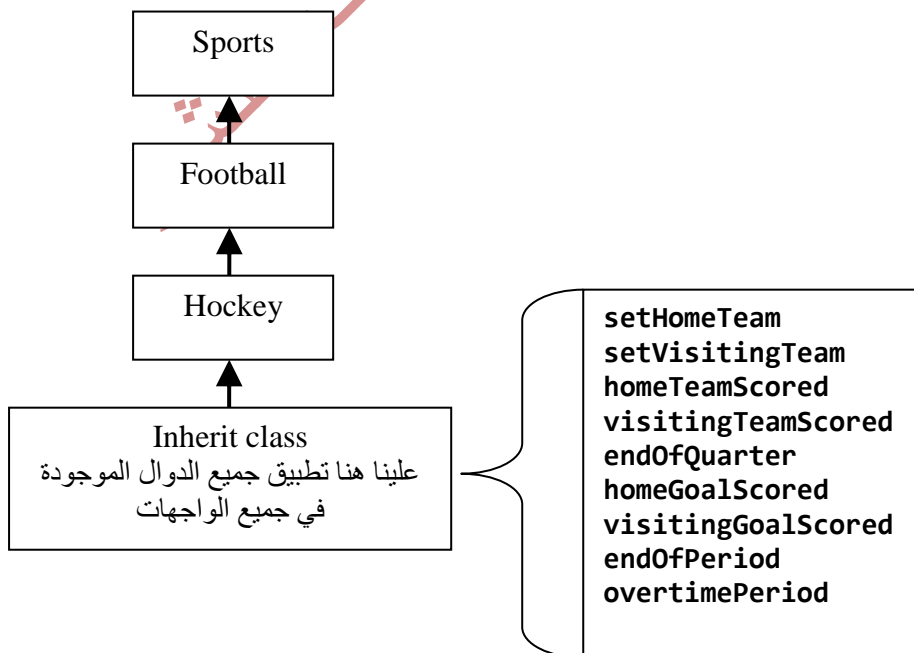 Sports
Football
Hockey
Inherit class
علينا هنا تطبيق جميع الدوال الموجودة
في جميع الواجهات
setHomeTeam
setVisitingTeam
homeTeamScored
visitingTeamScored
endOfQuarter
homeGoalScored
visitingGoalScored
endOfPeriod
overtimePeriod